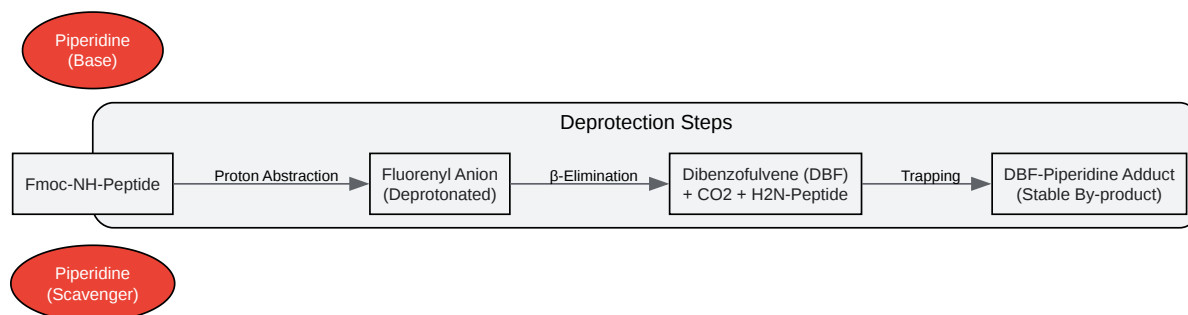 Piperidine
(Base)
Deprotection Steps
Fmoc-NH-Peptide
Proton Abstraction
Fluorenyl Anion
(Deprotonated)
β-Elimination
Dibenzofulvene (DBF)
+ CO2 + H2N-Peptide
Trapping
DBF-Piperidine Adduct
(Stable By-product)
Piperidine
(Scavenger)